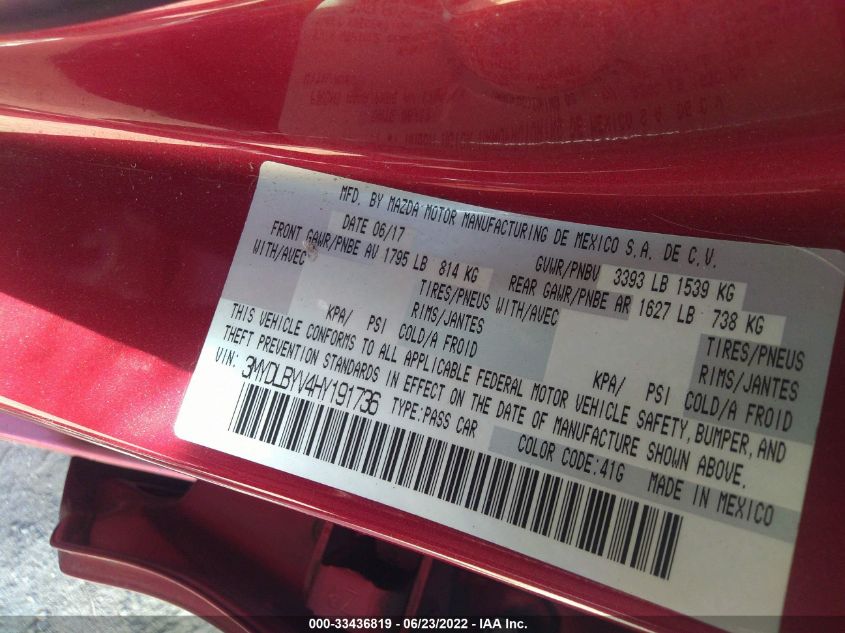 MFD. BY MAZDA MOTOR MANUFACTURING DE MEXICO S.A. DE C.V.
DATE 06/17 GVWR/PNBV 3393 LB 1539 KG
FRONT GAWR/PNBE AV 1795 LB 814 KG REAR GAWR/PNBE AR 1627 LB 738 KG
WITH/AVEC TIRES/PNEUS WITH/AVEC TIRES/PNEUS
RIMS/JANTES RIMS/JANTES
KPA/ PSI COLD/A FROID KPA/ PSI COLD/A FROID
THIS VEHICLE CONFORMS TO ALL APPLICABLE FEDERAL MOTOR VEHICLE SAFETY, BUMPER, AND
THEFT PREVENTION STANDARDS IN EFFECT ON THE DATE OF MANUFACTURE SHOWN ABOVE.
VIN: 3MYDLBYV4HY191736 TYPE: PASS CAR COLOR CODE: 41G
MADE IN MEXICO
000-33436819 - 06/23/2022 - IAA Inc.